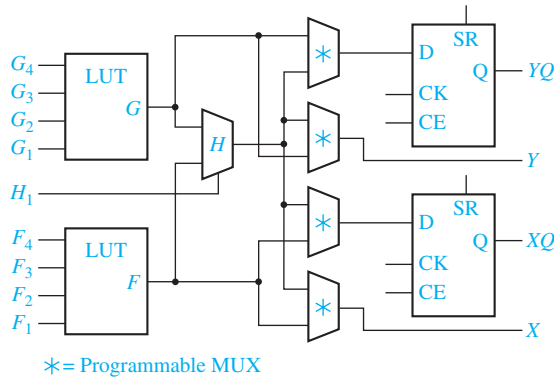 SR
G₄
LUT
D
Q
YQ
G₃
G
CK
G₂
CE
G₁
H
Y
H₁
SR
F₄
LUT
D
Q
XQ
F₃
F
CK
F₂
CE
F₁
X
* * * *
*= Programmable MUX